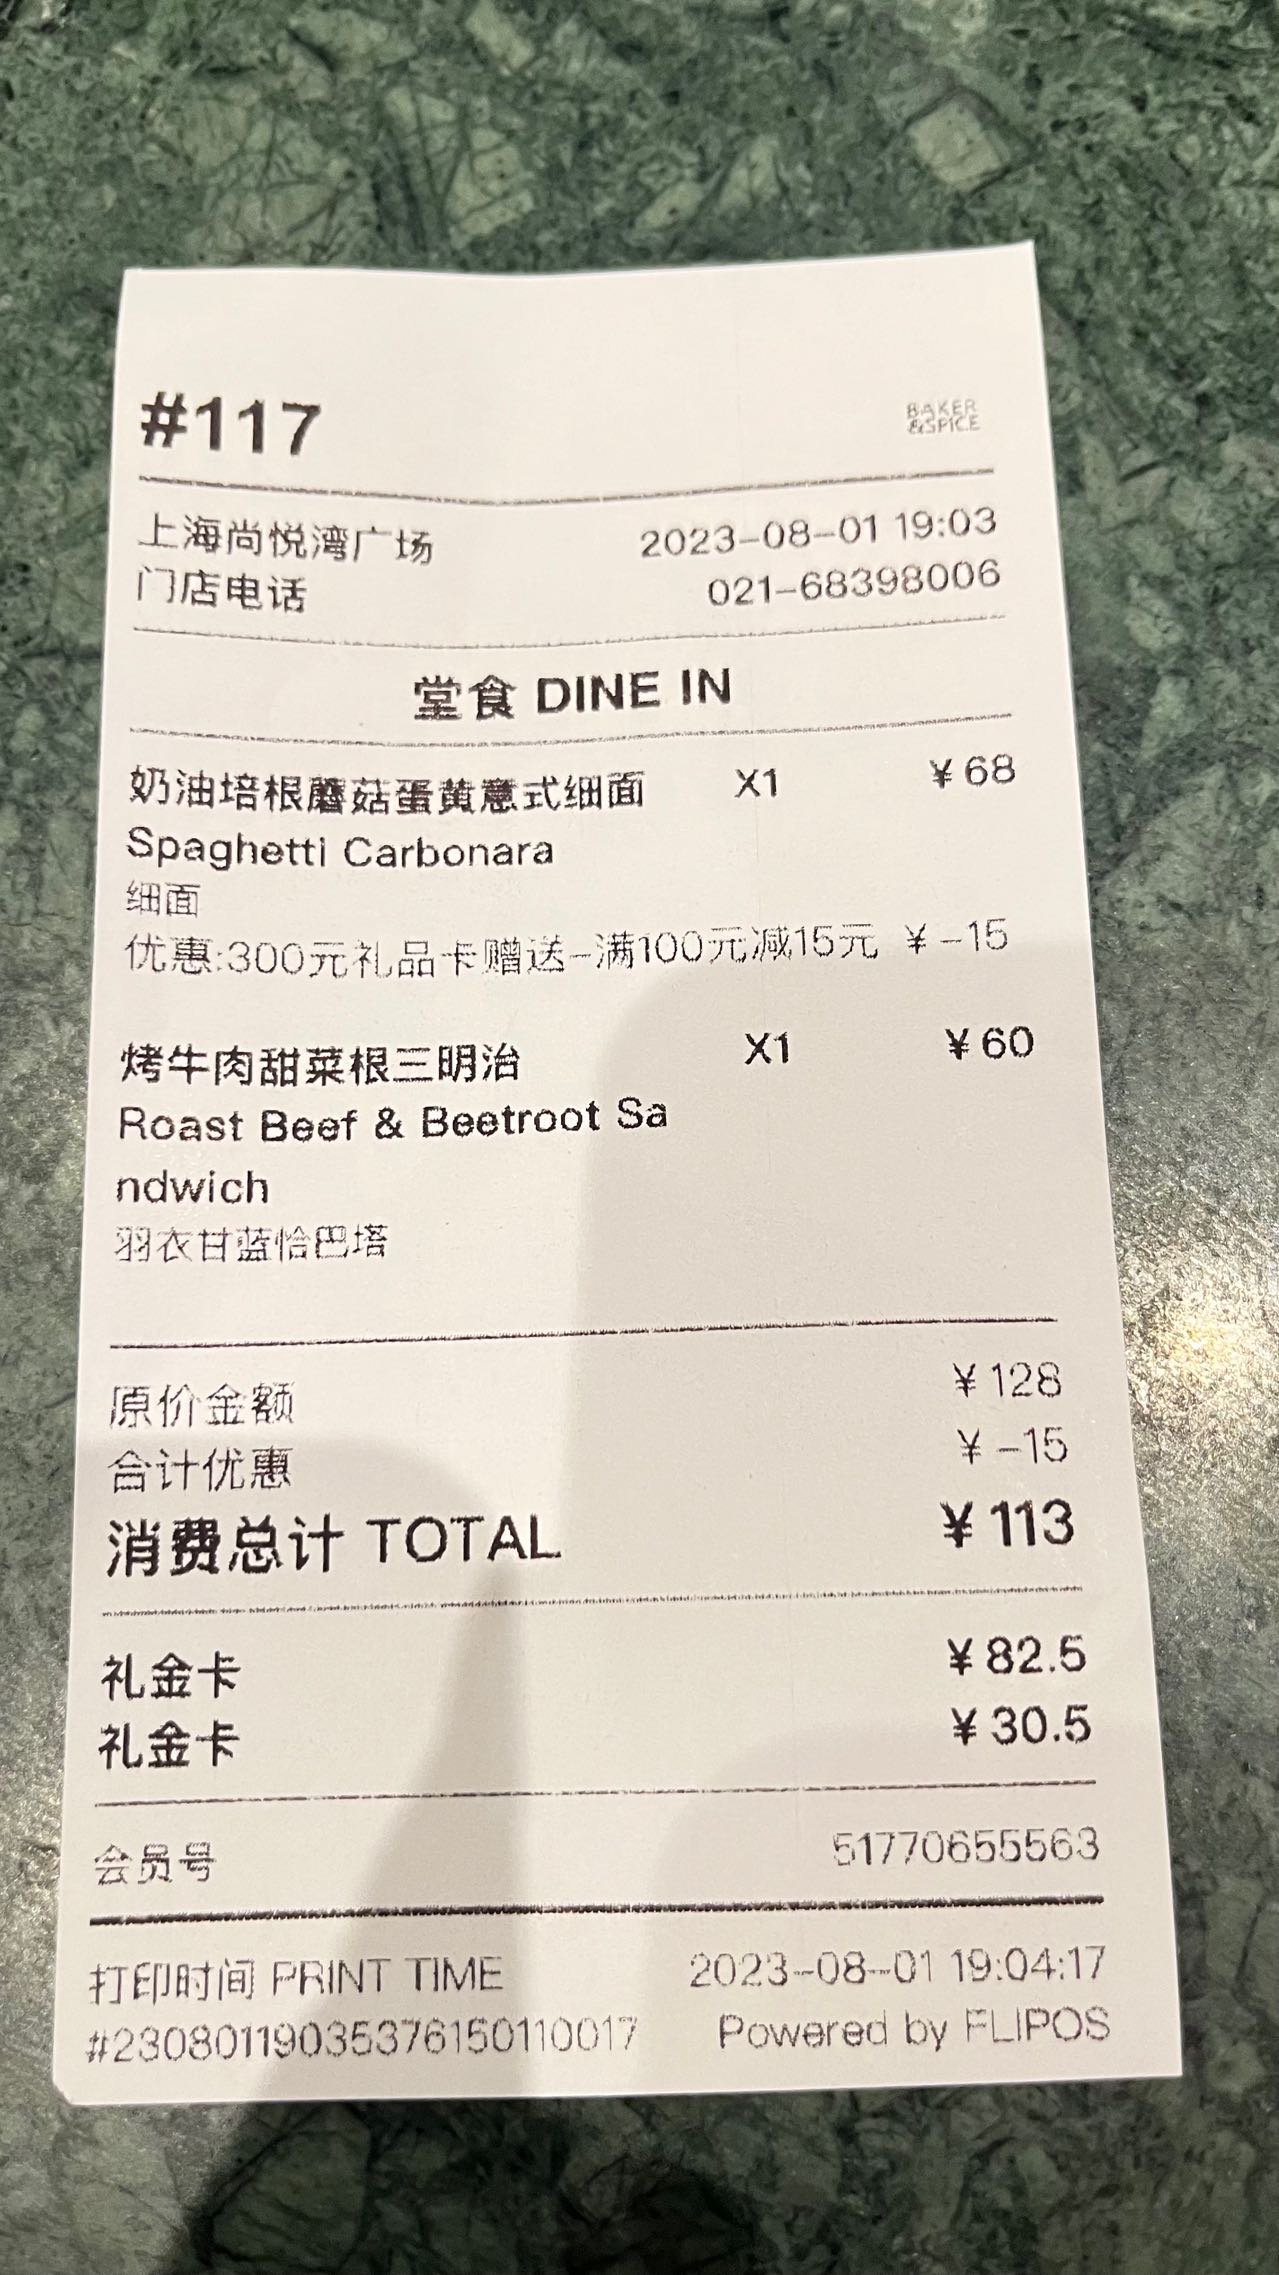 #117
BAKER
&SPICE
上海尚悦湾广场 2023-08-01 19:03
门店电话 021-68398006
堂食 DINE IN
奶油培根蘑菇蛋黄意式细面 X1 ¥68
Spaghetti Carbonara
细面
优惠:300元礼品卡赠送-满100元减15元 ¥-15
烤牛肉甜菜根三明治 X1 ¥60
Roast Beef & Beetroot Sa
ndwich
羽衣甘蓝恰巴塔
原价金额 ¥128
合计优惠 ¥-15
消费总计 TOTAL ¥113
礼金卡 ¥82.5
礼金卡 ¥30.5
会员号 51770655563
打印时间 PRINT TIME 2023-08-01 19:04:17
#23080119035376150110017 Powered by FLIPOS